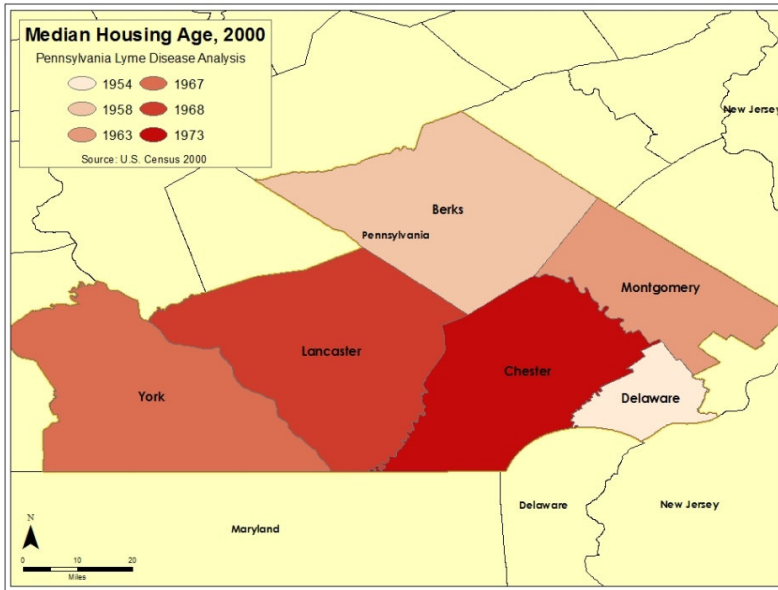 Median Housing Age, 2000
Pennsylvania Lyme Disease Analysis
1954 1967
1958 1968
1963 1973
Source: U.S. Census 2000
New Jersey
Berks
Pennsylvania
Montgomery
Lancaster
Chester
York
Delaware
Delaware
New Jersey
Maryland
N
0 5 10 20
Miles